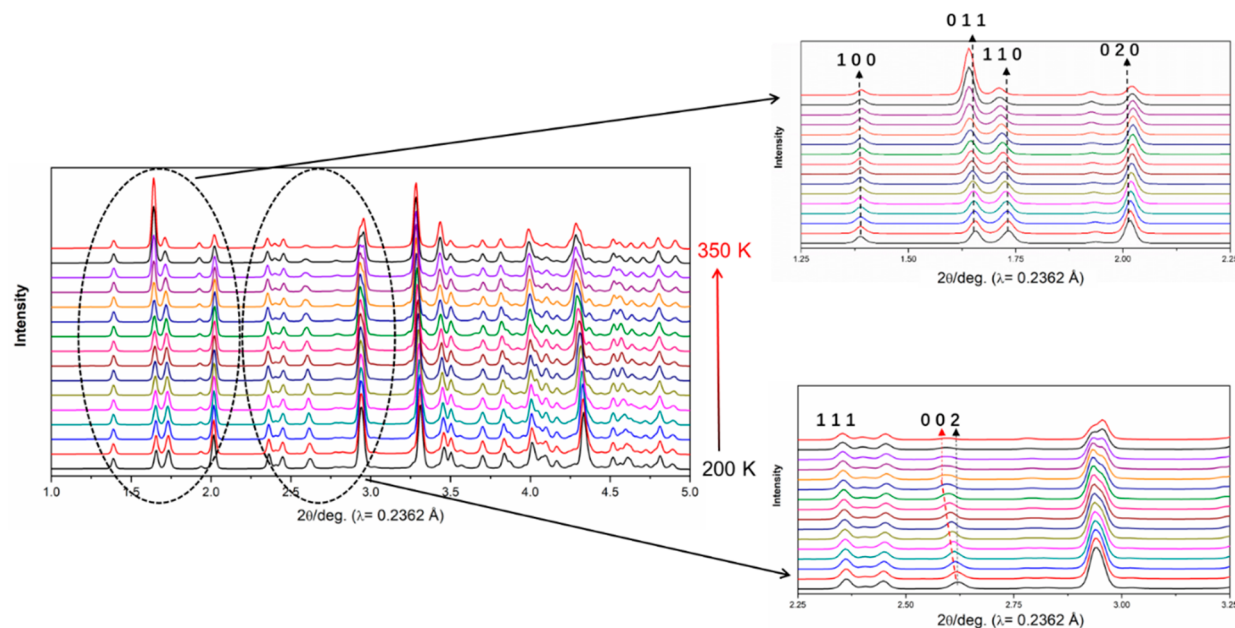 Intensity
350 K
200 K
1.0 1.5 2.0 2.5 3.0 3.5 4.0 4.5 5.0
2θ/deg. (λ= 0.2362 Å)
0 1 1
1 0 0
1 1 0
0 2 0
Intensity
1.25 1.50 1.75 2.00 2.25
2θ/deg. (λ= 0.2362 Å)
1 1 1
0 0 2
Intensity
2.25 2.50 2.75 3.00 3.25
2θ/deg. (λ= 0.2362 Å)